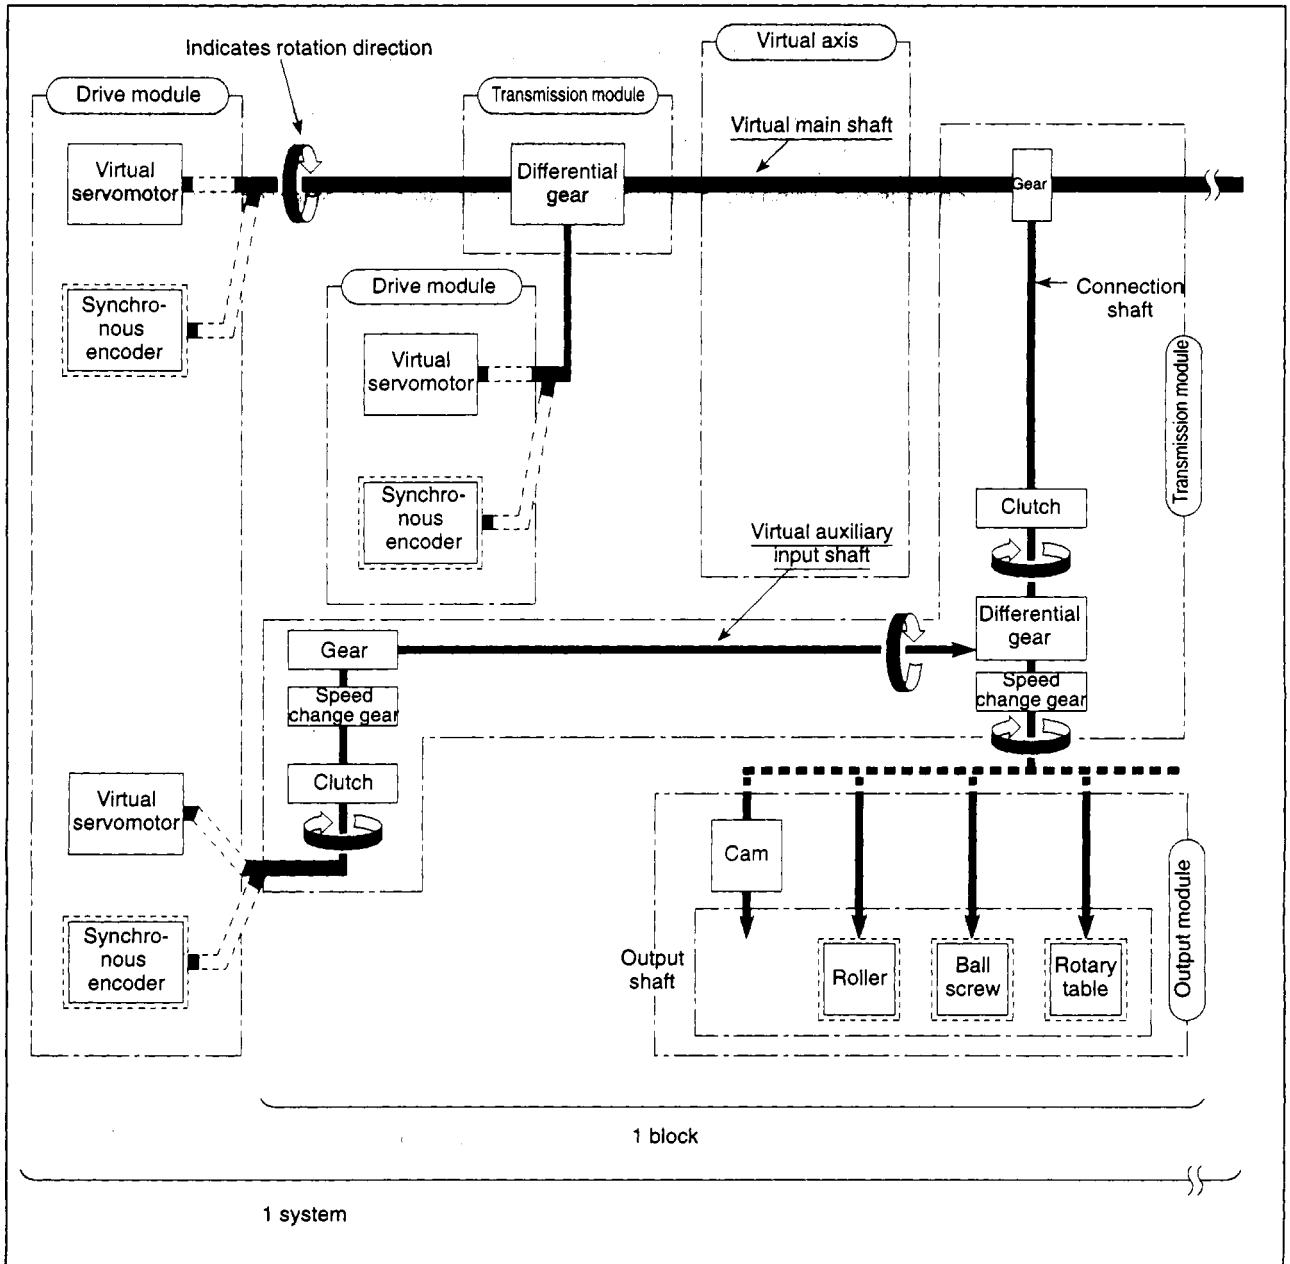 Indicates rotation direction
Virtual axis
Drive module
Transmission module
Virtual main shaft
Virtual
servomotor
Differential
gear
Gear
Synchro-
nous
encoder
Drive module
Connection
shaft
Virtual
servomotor
Transmission module
Synchro-
nous
encoder
Clutch
Virtual auxiliary
input shaft
Differential
gear
Gear
Speed
change gear
Speed
change gear
Clutch
Virtual
servomotor
Cam
Output module
Synchro-
nous
encoder
Output
shaft
Roller
Ball
screw
Rotary
table
1 block
1 system